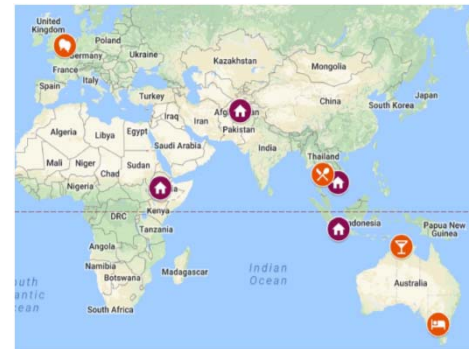 United
Kingdom
Poland
Germany
Ukraine
France
Italy
Spain
Kazakhstan
Mongolia
Turkey
China
Japan
South Korea
Iraq
Iran
Pakistan
Algeria
Libya
Egypt
Saudi Arabia
India
Thailand
Mali
Niger
Chad
Sudan
Nigeria
DRC
Kenya
Tanzania
Papua New
Guinea
Angola
Namibia
Botswana
Madagascar
Indian
Ocean
Australia
South Africa